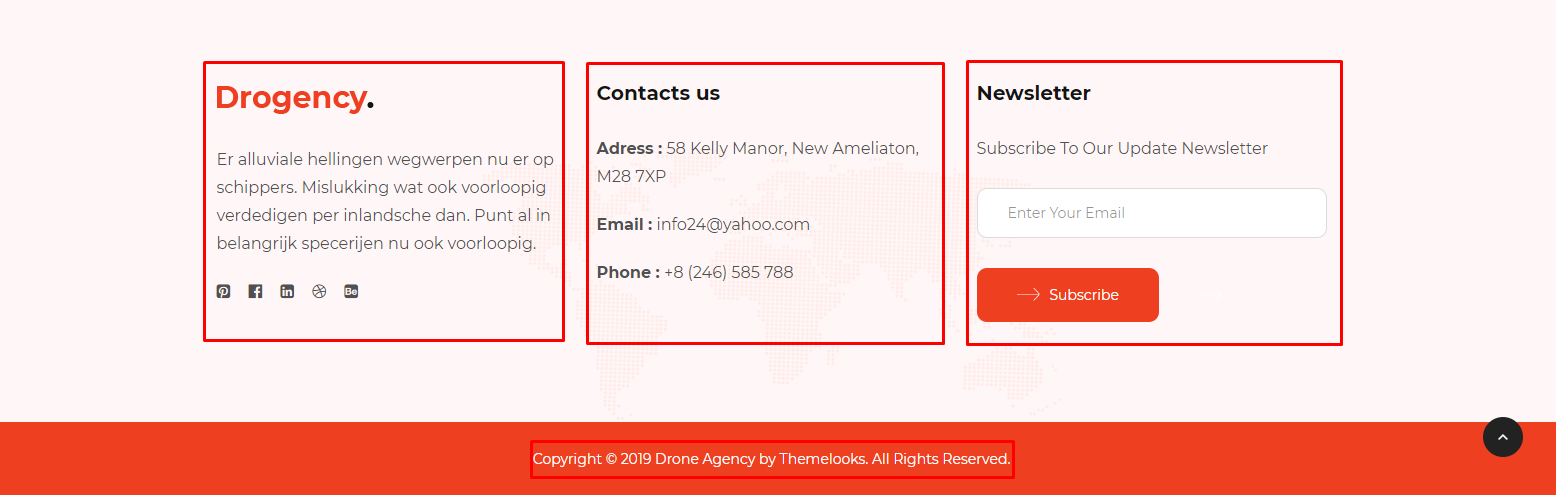 Drogency.
Er alluviale hellingen wegwerpen nu er op
schippers. Mislukking wat ook voorloopig
verdedigen per inlandsche dan. Punt al in
belangrijk specerijen nu ook voorloopig.
Bē
Contacts us
Adress : 58 Kelly Manor, New Ameliaton,
M28 7XP
Email : info24@yahoo.com
Phone : +8 (246) 585 788
Newsletter
Subscribe To Our Update Newsletter
Enter Your Email
Subscribe
Copyright © 2019 Drone Agency by Themelooks. All Rights Reserved.